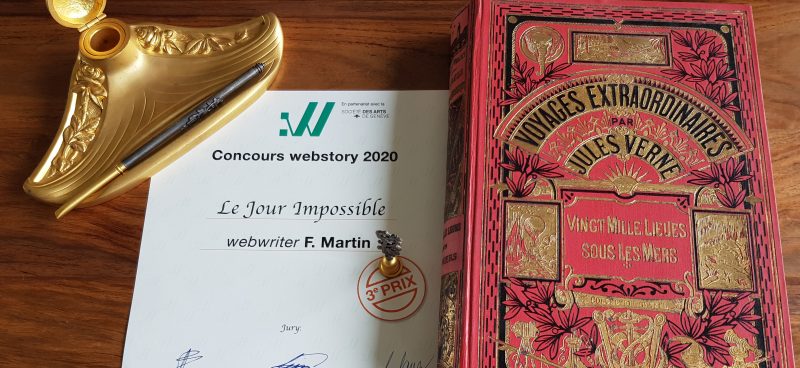 :W
En partenariat avec la
SOCIÉTÉ DES ARTS
DE GENÈVE
Concours webstory 2020
Le Jour Impossible
webwriter F. Martin
3e PRIX
Jury:
VOYAGES EXTRAORDINAIRES
PAR
JULES VERNE
VINGT MILLE LIEUES
SOUS LES MERS